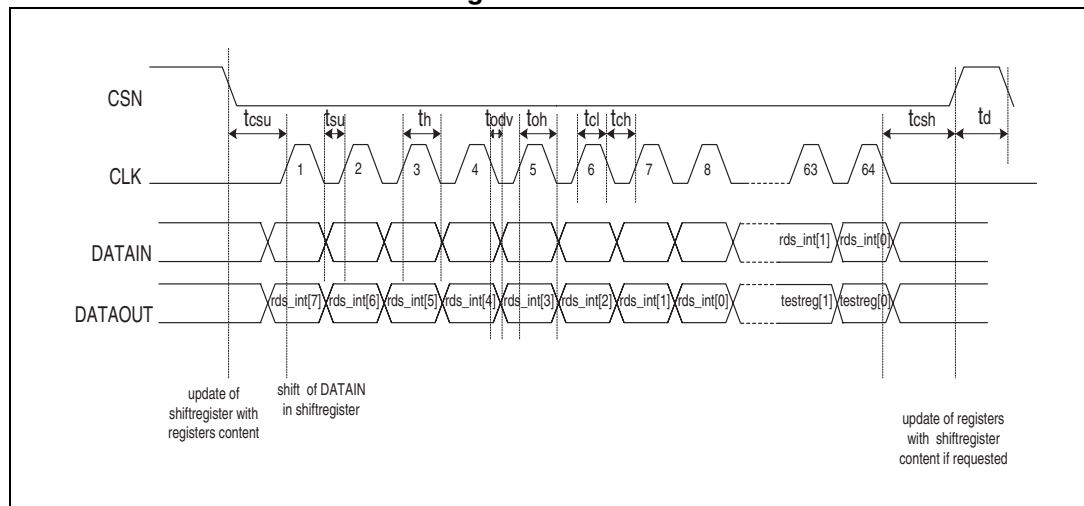 CSN
tcsu
tsu
th
todv
toh
tcl
tch
tcsh
td
CLK
1
2
3
4
5
6
7
8
63
64
DATAIN
rds_int[1]
rds_int[0]
DATAOUT
rds_int[7]
rds_int[6]
rds_int[5]
rds_int[4]
rds_int[3]
rds_int[2]
rds_int[1]
rds_int[0]
testreg[1]
testreg[0]
update of
shiftregister with
registers content
shift of DATAIN
in shiftregister
update of registers
with shiftregister
content if requested